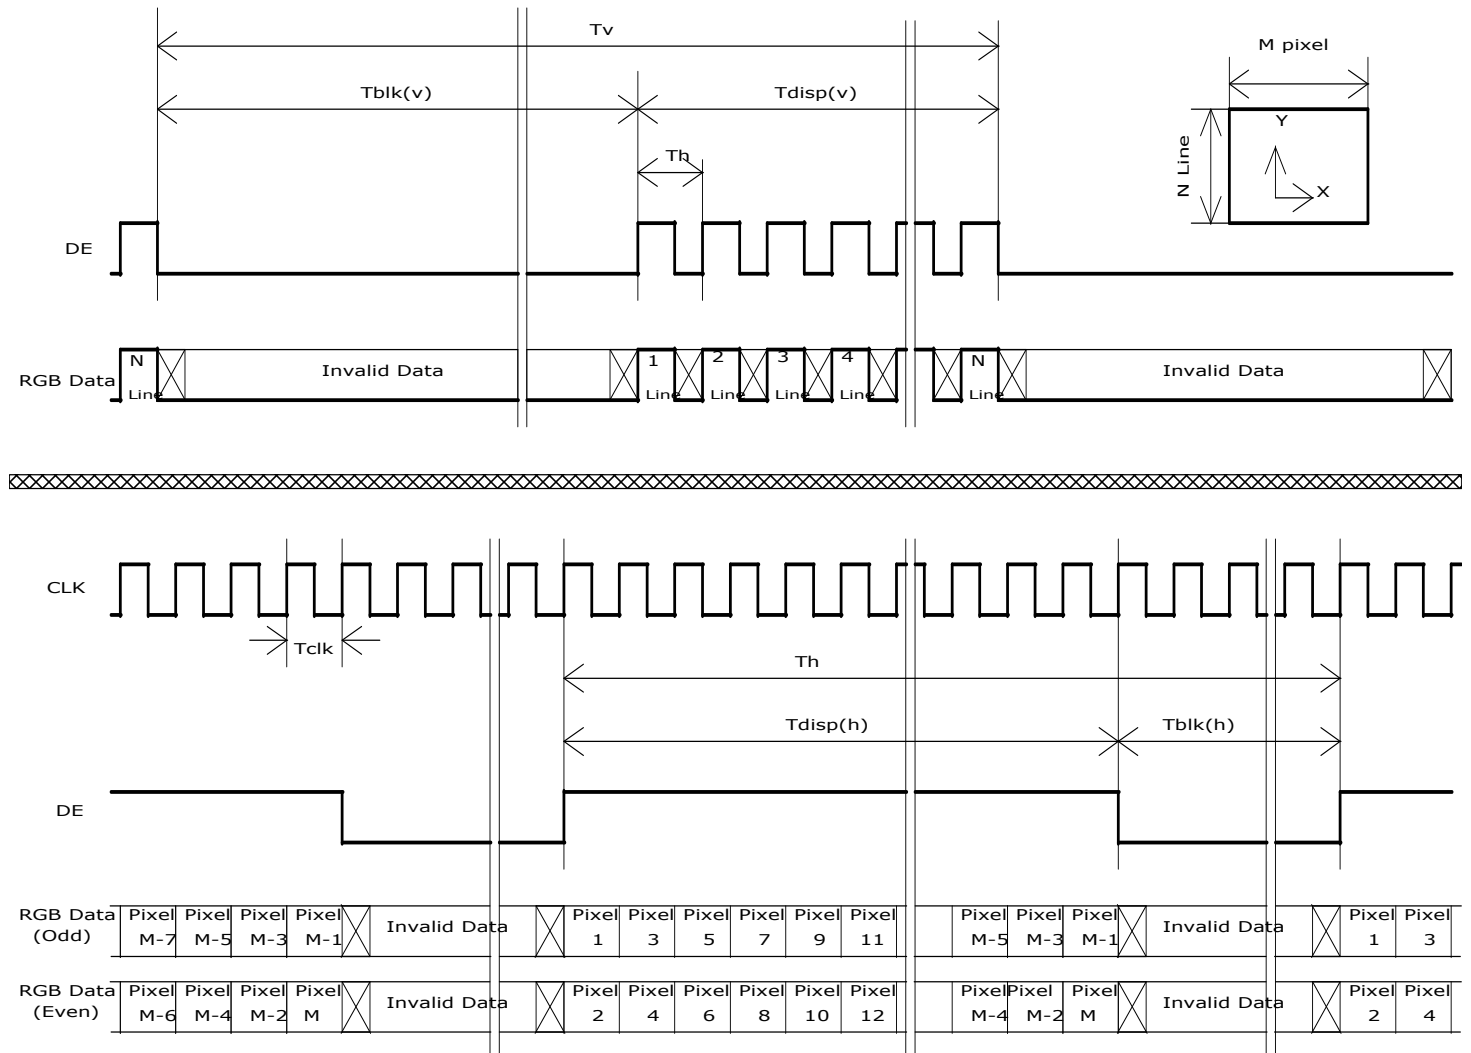 Tv
M pixel
Tblk(v)
Tdisp(v)
Y
N Line
Th
X
DE
N
1
2
3
4
N
RGB Data
Invalid Data
Invalid Data
Line
Line
Line
Line
Line
Line
CLK
Tclk
Th
Tdisp(h)
Tblk(h)
DE
RGB Data
(Odd)
Pixel Pixel Pixel Pixel
M-7 M-5 M-3 M-1
Invalid Data
Pixel Pixel Pixel Pixel Pixel Pixel
1 3 5 7 9 11
Pixel Pixel Pixel
M-5 M-3 M-1
Invalid Data
Pixel Pixel
1 3
RGB Data
(Even)
Pixel Pixel Pixel Pixel
M-6 M-4 M-2 M
Invalid Data
Pixel Pixel Pixel Pixel Pixel Pixel
2 4 6 8 10 12
Pixel Pixel Pixel
M-4 M-2 M
Invalid Data
Pixel Pixel
2 4